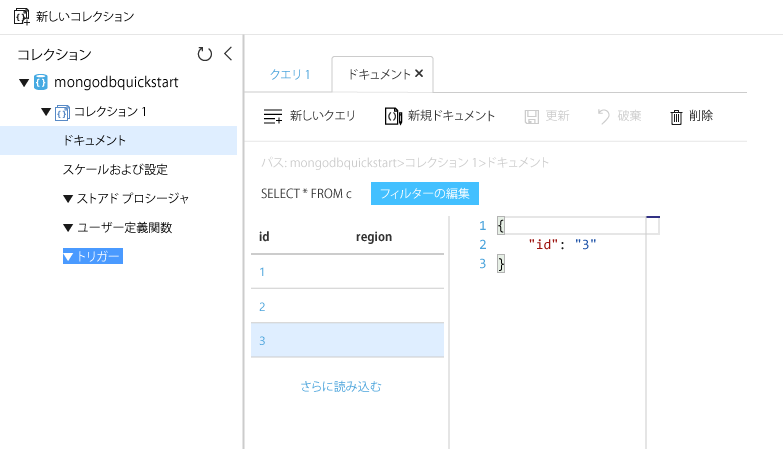 新しいコレクション
コレクション
mongodbquickstart
コレクション 1
ドキュメント
スケールおよび設定
ストアド プロシージャ
ユーザー定義関数
トリガー
クエリ 1
ドキュメント
新しいクエリ 新規ドキュメント 更新 破棄 削除
パス: mongodbquickstart>コレクション 1>ドキュメント
SELECT * FROM c フィルターの編集
id region
1
2
3
さらに読み込む
1 {
2 "id": "3"
3 }